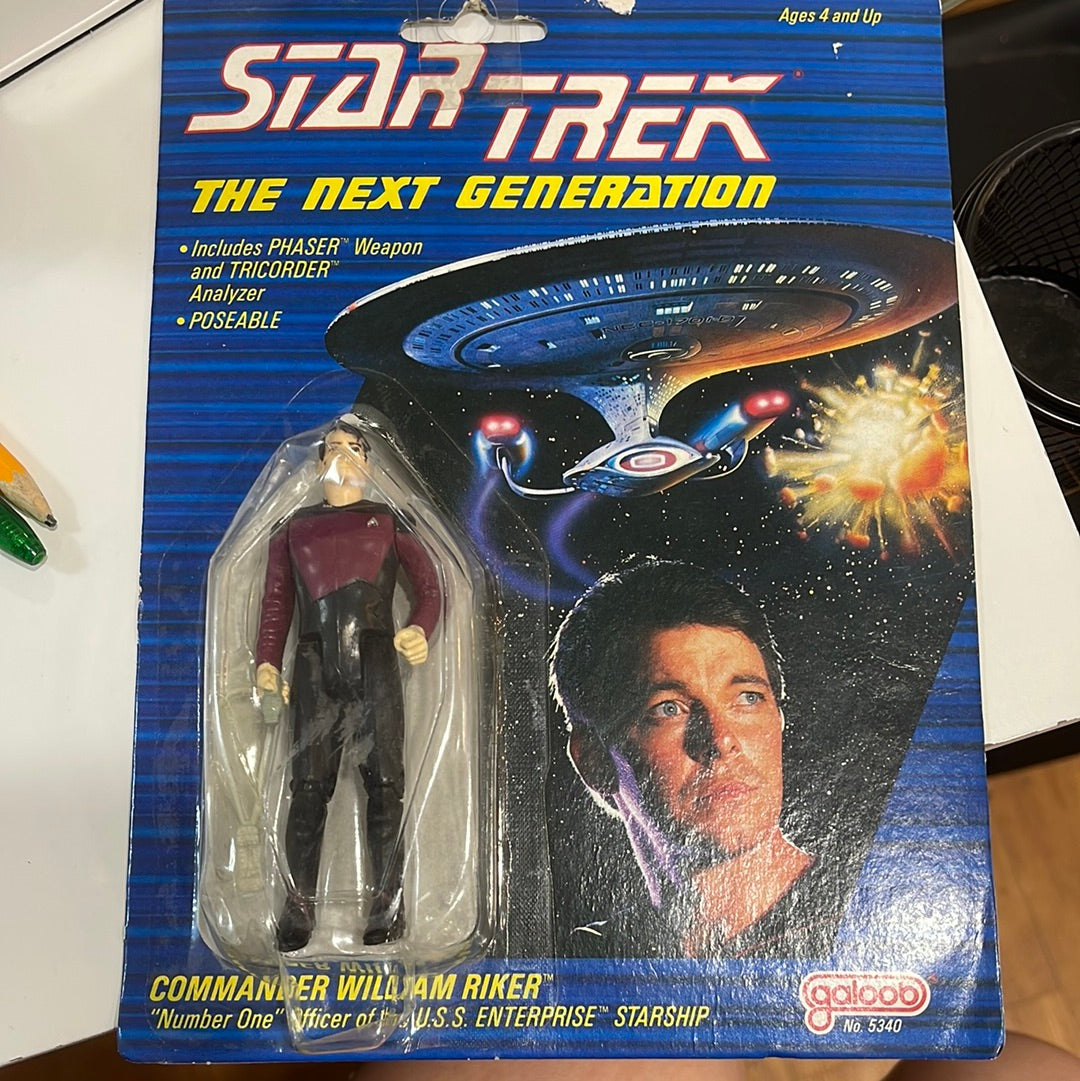 Ages 4 and Up
STAR TREK
THE NEXT GENERATION
• Includes PHASER™ Weapon
and TRICORDER™
Analyzer
• POSEABLE
COMMANDER WILLIAM RIKER™
"Number One" Officer of the U.S.S. ENTERPRISE™ STARSHIP
galoob®
No. 5340